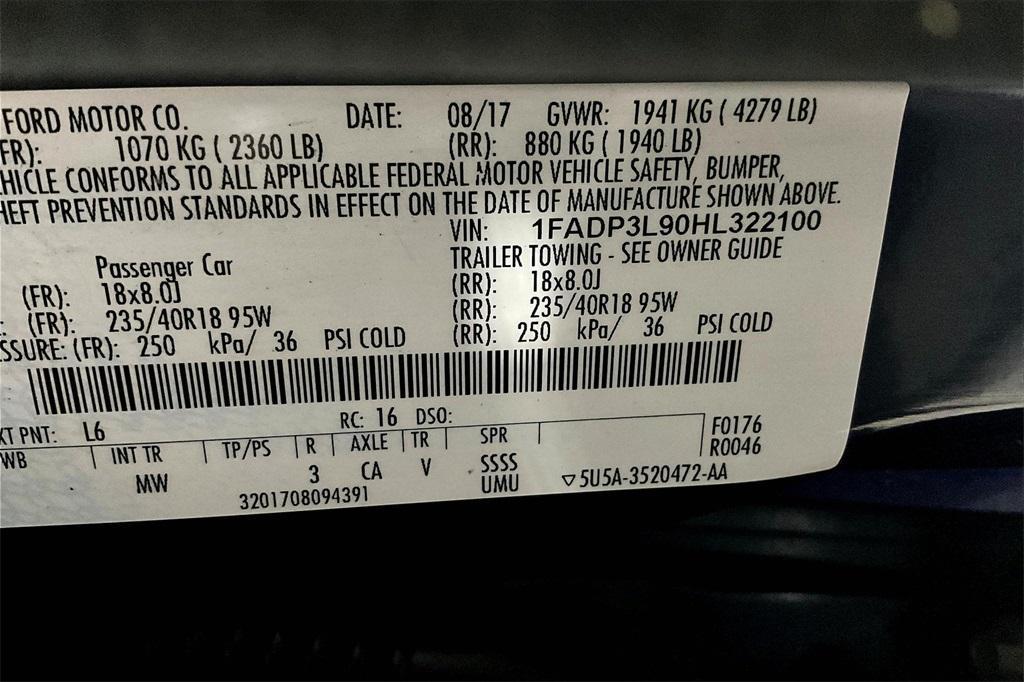 FORD MOTOR CO. DATE: 08/17 GVWR: 1941 KG ( 4279 LB)
FR): 1070 KG ( 2360 LB) (RR): 880 KG ( 1940 LB)
HICLE CONFORMS TO ALL APPLICABLE FEDERAL MOTOR VEHICLE SAFETY, BUMPER,
HEFT PREVENTION STANDARDS IN EFFECT ON THE DATE OF MANUFACTURE SHOWN ABOVE.
VIN: 1FADP3L90HL322100
Passenger Car TRAILER TOWING - SEE OWNER GUIDE
(FR): 18x8.0J (RR): 18x8.0J
(FR): 235/40R18 95W (RR): 235/40R18 95W
SSURE: (FR): 250 kPa/ 36 PSI COLD (RR): 250 kPa/ 36 PSI COLD
XT PNT: L6 RC: 16 DSO:
WB INT TR TP/PS R AXLE TR SPR F0176
R0046
MW 3 CA V SSSS
UMU ▽5U5A-3520472-AA
3201708094391